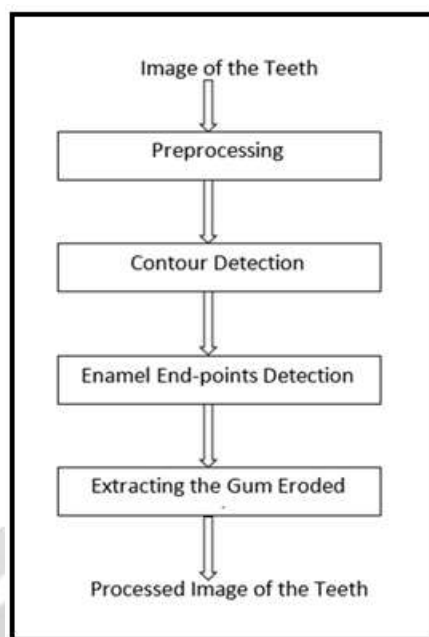 Image of the Teeth
Preprocessing
Contour Detection
Enamel End-points Detection
Extracting the Gum Eroded
Processed Image of the Teeth